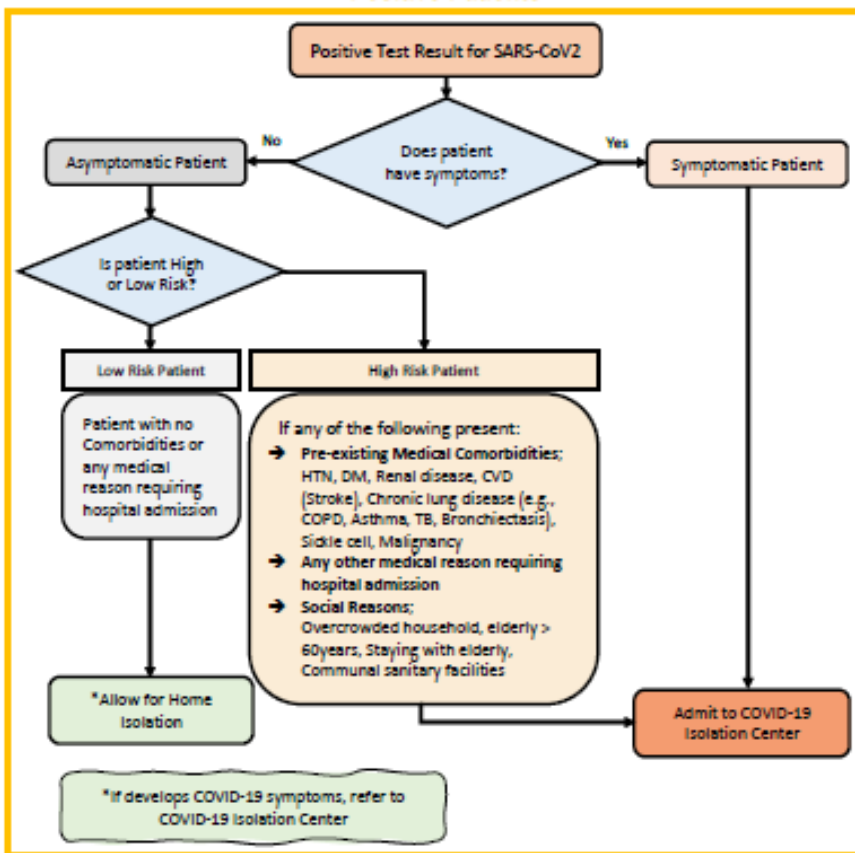 Positive Test Result for SARS-CoV2
No
Yes
Does patient
have symptoms?
Asymptomatic Patient
Symptomatic Patient
Is patient High
or Low Risk?
Low Risk Patient
High Risk Patient
Patient with no
Comorbidities or
any medical
reason requiring
hospital admission
If any of the following present:
➔ Pre-existing Medical Comorbidities;
HTN, DM, Renal disease, CVD
(Stroke), Chronic lung disease (e.g.,
COPD, Asthma, TB, Bronchiectasis),
Sickle cell, Malignancy
➔ Any other medical reason requiring
hospital admission
➔ Social Reasons;
Overcrowded household, elderly >
60years, Staying with elderly,
Communal sanitary facilities
*Allow for Home
Isolation
Admit to COVID-19
Isolation Center
*If develops COVID-19 symptoms, refer to
COVID-19 Isolation Center